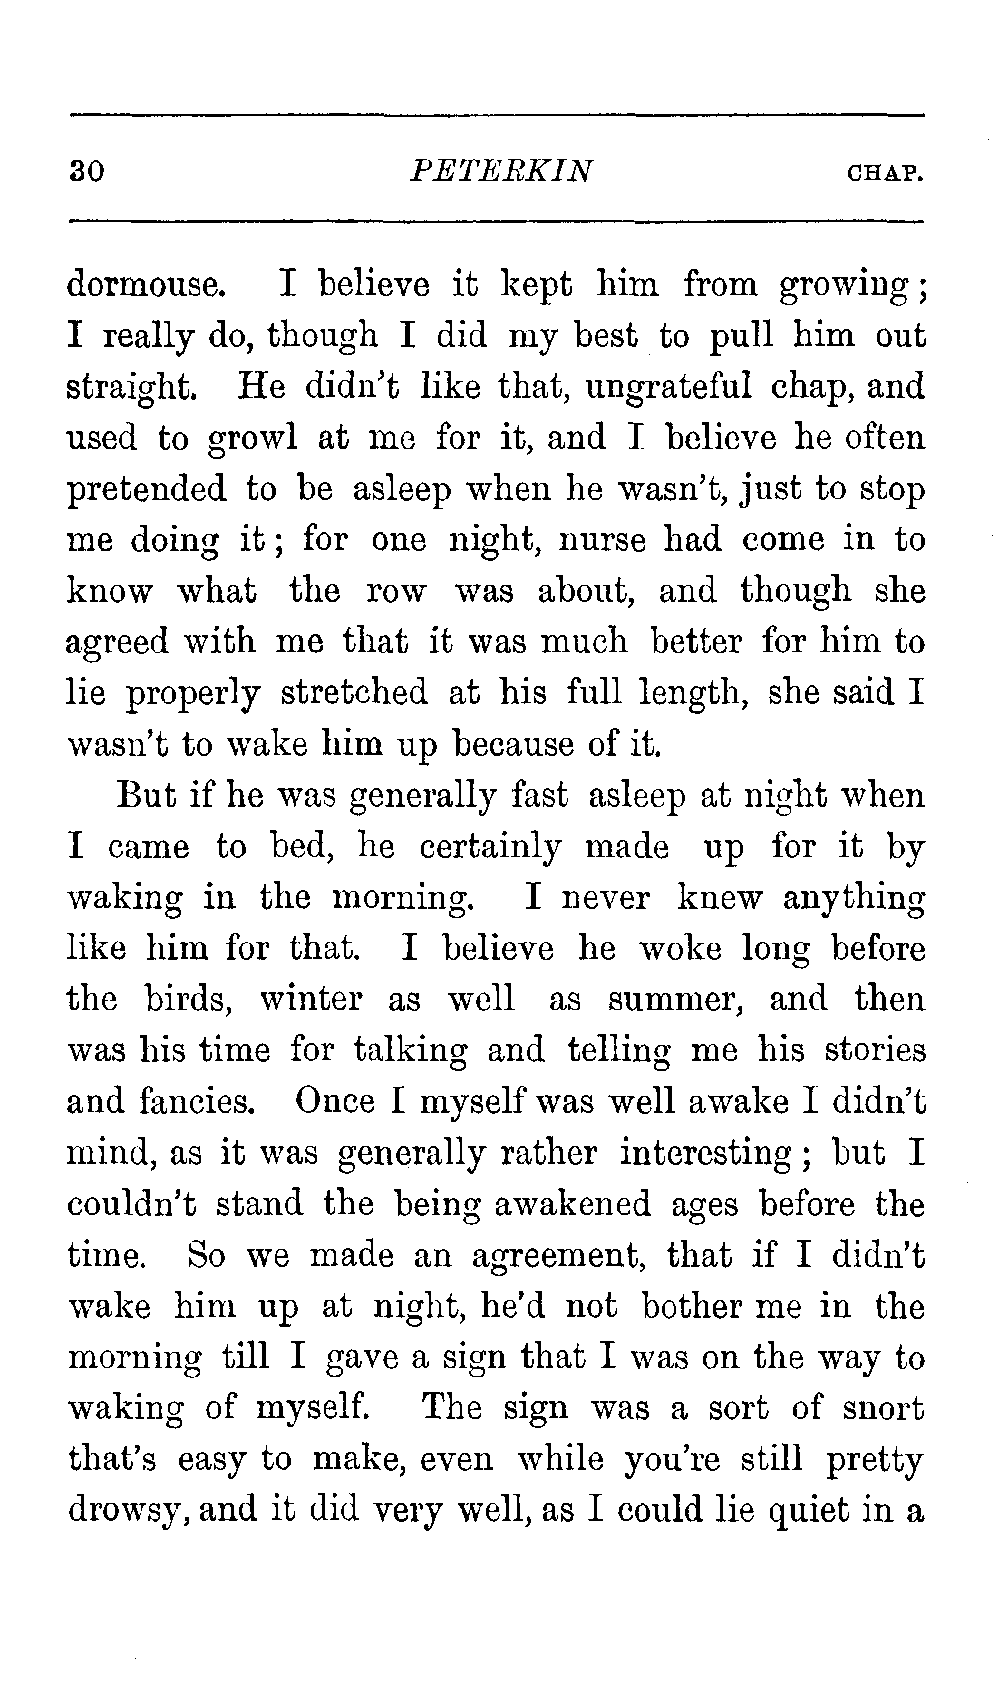 30 PETERKIN CHAP.
dormouse. I believe it kept him from growing;
I really do, though I did my best to pull him out
straight. He didn't like that, ungrateful chap, and
used to growl at me for it, and I believe he often
pretended to be asleep when he wasn't, just to stop
me doing it; for one night, nurse had come in to
know what the row was about, and though she
agreed with me that it was much better for him to
lie properly stretched at his full length, she said I
wasn't to wake him up because of it.
But if he was generally fast asleep at night when
I came to bed, he certainly made up for it by
waking in the morning. I never knew anything
like him for that. I believe he woke long before
the birds, winter as well as summer, and then
was his time for talking and telling me his stories
and fancies. Once I myself was well awake I didn't
mind, as it was generally rather interesting; but I
couldn't stand the being awakened ages before the
time. So we made an agreement, that if I didn't
wake him up at night, he'd not bother me in the
morning till I gave a sign that I was on the way to
waking of myself. The sign was a sort of snort
that's easy to make, even while you're still pretty
drowsy, and it did very well, as I could lie quiet in a